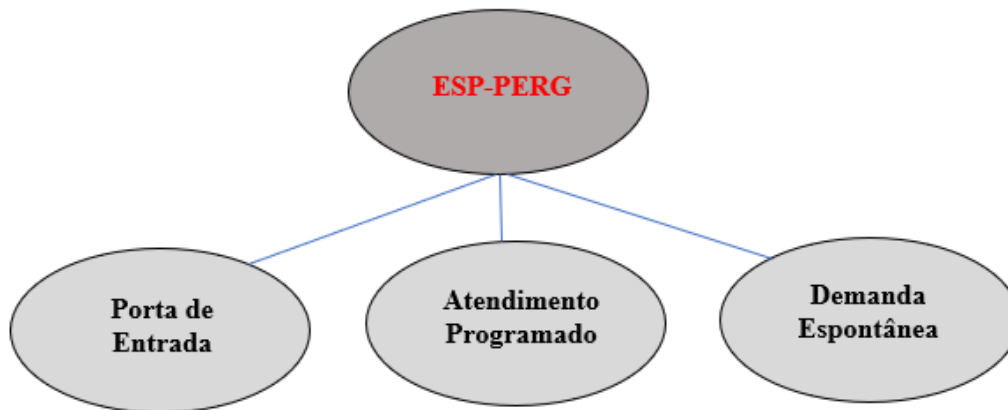 ESP-PERG
Porta de
Entrada
Atendimento
Programado
Demanda
Espontânea